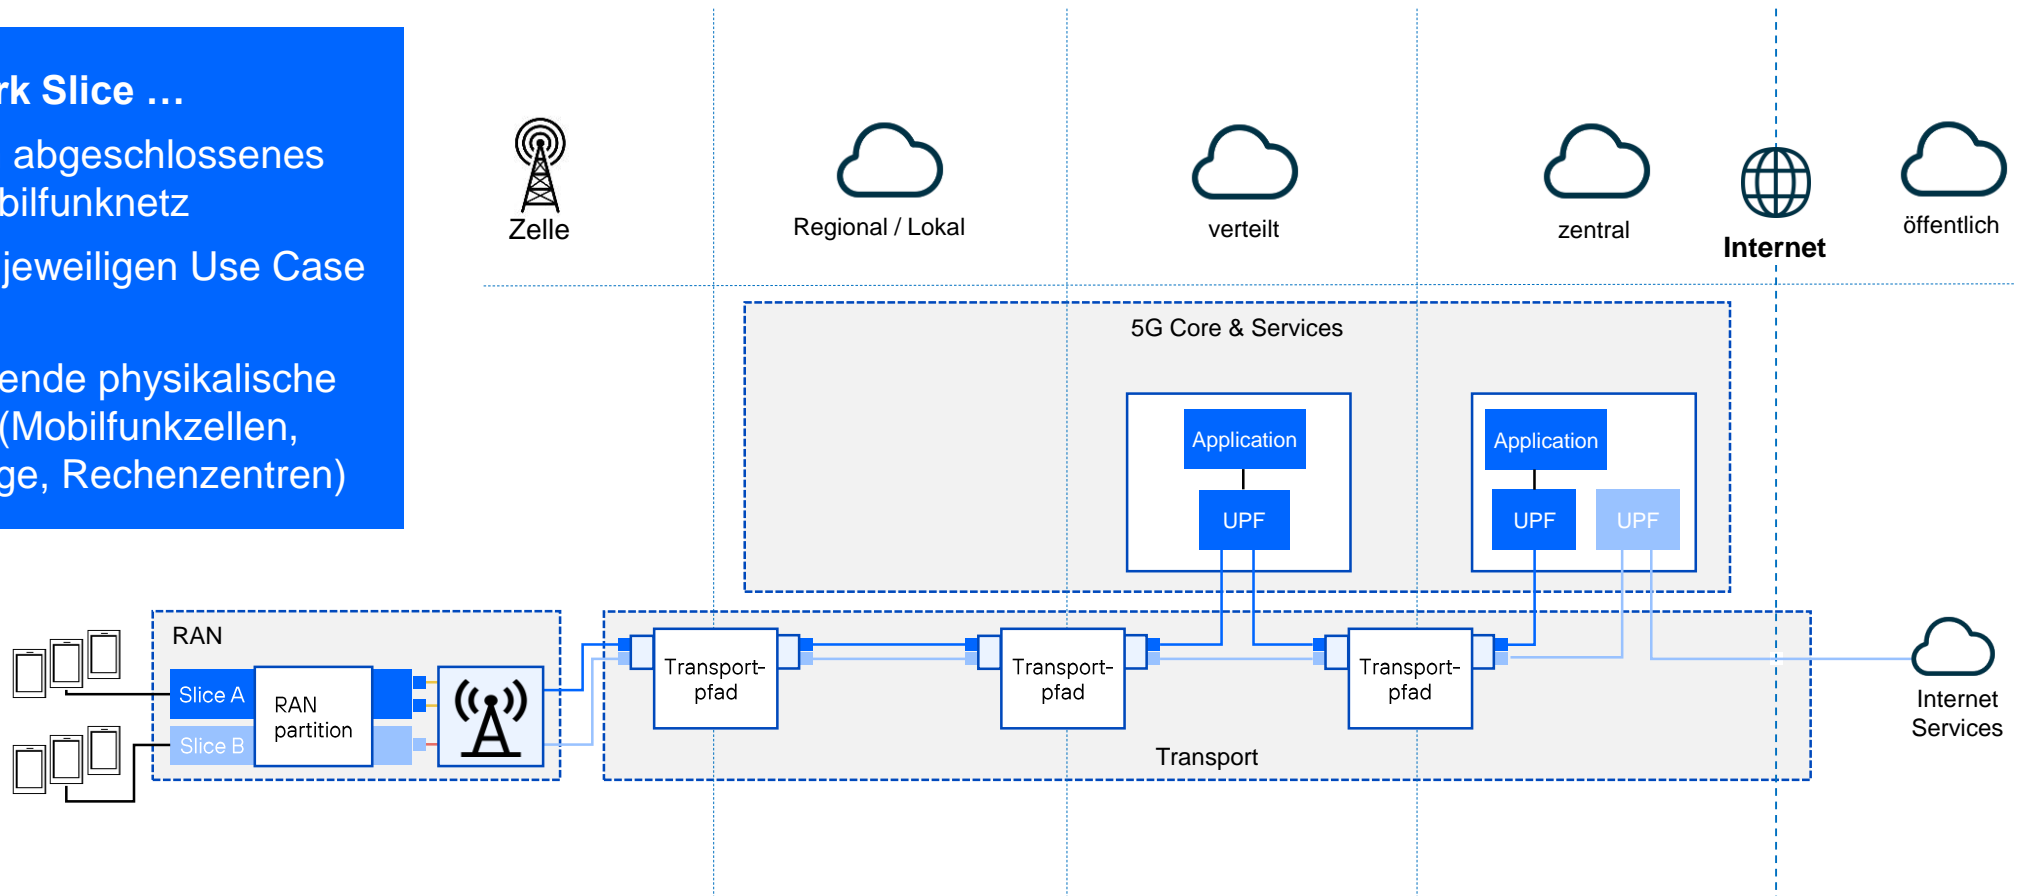 rk Slice …
abgeschlossenes
bilfunknetz
jeweiligen Use Case
ende physikalische
(Mobilfunkzellen,
ge, Rechenzentren)
Zelle
Regional / Lokal
verteilt
zentral
Internet
öffentlich
5G Core & Services
Application
UPF
Application
UPF
UPF
RAN
Slice A
Slice B
RAN
partition
Transport-
pfad
Transport-
pfad
Transport-
pfad
Transport
Internet
Services